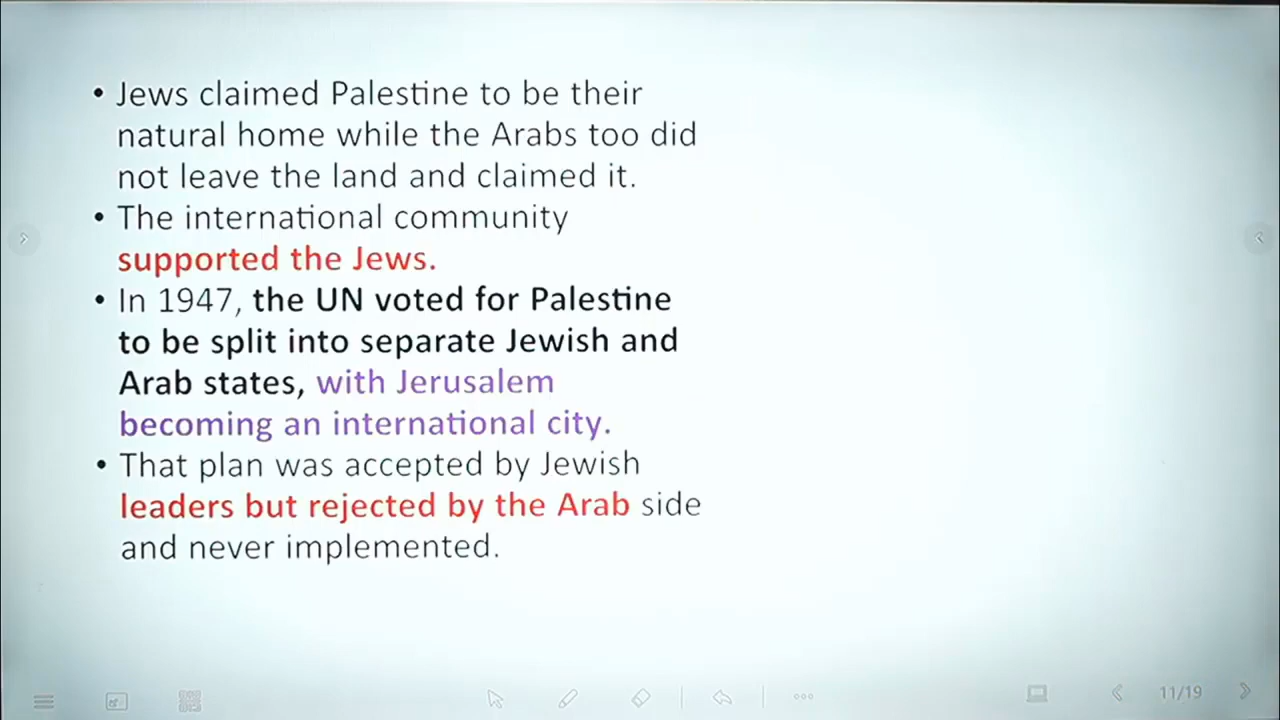 • Jews claimed Palestine to be their
natural home while the Arabs too did
not leave the land and claimed it.
• The international community
supported the Jews.
• In 1947, the UN voted for Palestine
to be split into separate Jewish and
Arab states, with Jerusalem
becoming an international city.
• That plan was accepted by Jewish
leaders but rejected by the Arab side
and never implemented.
11/19